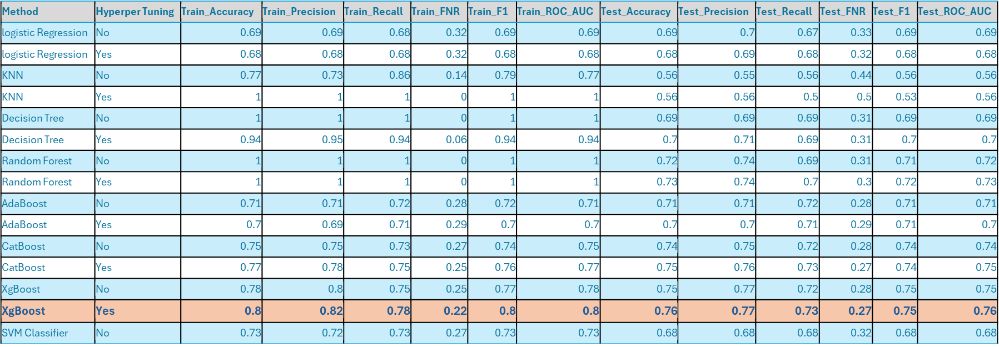 Method Hyperper Tuning Train_Accuracy Train_Precision Train_Recall Train_FNR Train_F1 Train_ROC_AUC Test_Accuracy Test_Precision Test_Recall Test_FNR Test_F1 Test_ROC_AUC
logistic Regression No 0.69 0.69 0.68 0.32 0.69 0.69 0.69 0.7 0.67 0.33 0.69 0.69
logistic Regression Yes 0.68 0.68 0.68 0.32 0.68 0.68 0.68 0.69 0.68 0.32 0.68 0.68
KNN No 0.77 0.73 0.86 0.14 0.79 0.77 0.56 0.55 0.56 0.44 0.56 0.56
KNN Yes 1 1 1 0 1 1 0.56 0.56 0.5 0.5 0.53 0.56
Decision Tree No 1 1 1 0 1 1 0.69 0.69 0.69 0.31 0.69 0.69
Decision Tree Yes 0.94 0.95 0.94 0.06 0.94 0.94 0.7 0.71 0.69 0.31 0.7 0.7
Random Forest No 1 1 1 0 1 1 0.72 0.74 0.69 0.31 0.71 0.72
Random Forest Yes 1 1 1 0 1 1 0.73 0.74 0.7 0.3 0.72 0.73
AdaBoost No 0.71 0.71 0.72 0.28 0.72 0.71 0.71 0.71 0.72 0.28 0.71 0.71
AdaBoost Yes 0.7 0.69 0.71 0.29 0.7 0.7 0.7 0.7 0.71 0.29 0.71 0.7
CatBoost No 0.75 0.75 0.73 0.27 0.74 0.75 0.74 0.75 0.72 0.28 0.74 0.74
CatBoost Yes 0.77 0.78 0.75 0.25 0.76 0.77 0.75 0.76 0.73 0.27 0.74 0.75
XgBoost No 0.78 0.8 0.75 0.25 0.77 0.78 0.75 0.77 0.72 0.28 0.75 0.75
XgBoost Yes 0.8 0.82 0.78 0.22 0.8 0.8 0.76 0.77 0.73 0.27 0.75 0.76
SVM Classifier No 0.73 0.72 0.73 0.27 0.73 0.73 0.68 0.68 0.68 0.32 0.68 0.68